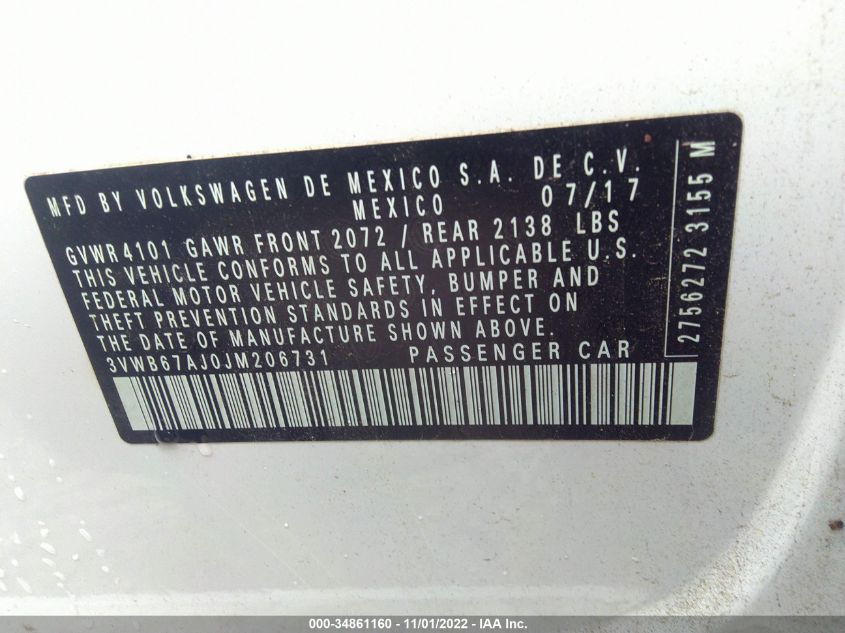 MFD BY VOLKSWAGEN DE MEXICO S.A. DE C.V.
MEXICO 07/17
GVWR 4101 GAWR FRONT 2072 / REAR 2138 LBS
THIS VEHICLE CONFORMS TO ALL APPLICABLE U.S.
FEDERAL MOTOR VEHICLE SAFETY, BUMPER AND
THEFT PREVENTION STANDARDS IN EFFECT ON
THE DATE OF MANUFACTURE SHOWN ABOVE.
3VWB67AJ0JM206731 PASSENGER CAR
2756272 3155 M
000-34861160 - 11/01/2022 - IAA Inc.